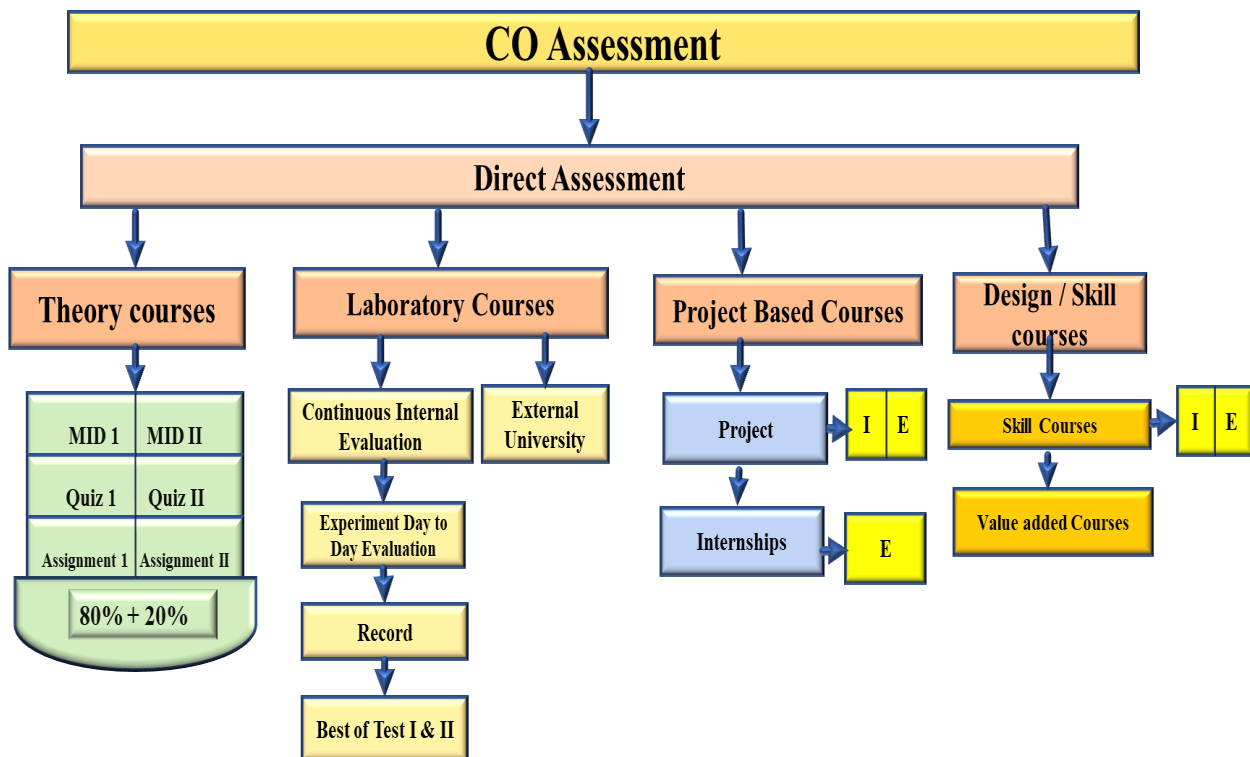 CO Assessment
Direct Assessment
Theory courses
Laboratory Courses
Project Based Courses
Design / Skill
courses
MID 1
MID II
Quiz 1
Quiz II
Assignment 1
Assignment II
80% + 20%
Continuous Internal
Evaluation
External
University
Experiment Day to
Day Evaluation
Record
Best of Test I & II
Project
I
E
Internships
E
Skill Courses
I
E
Value added Courses